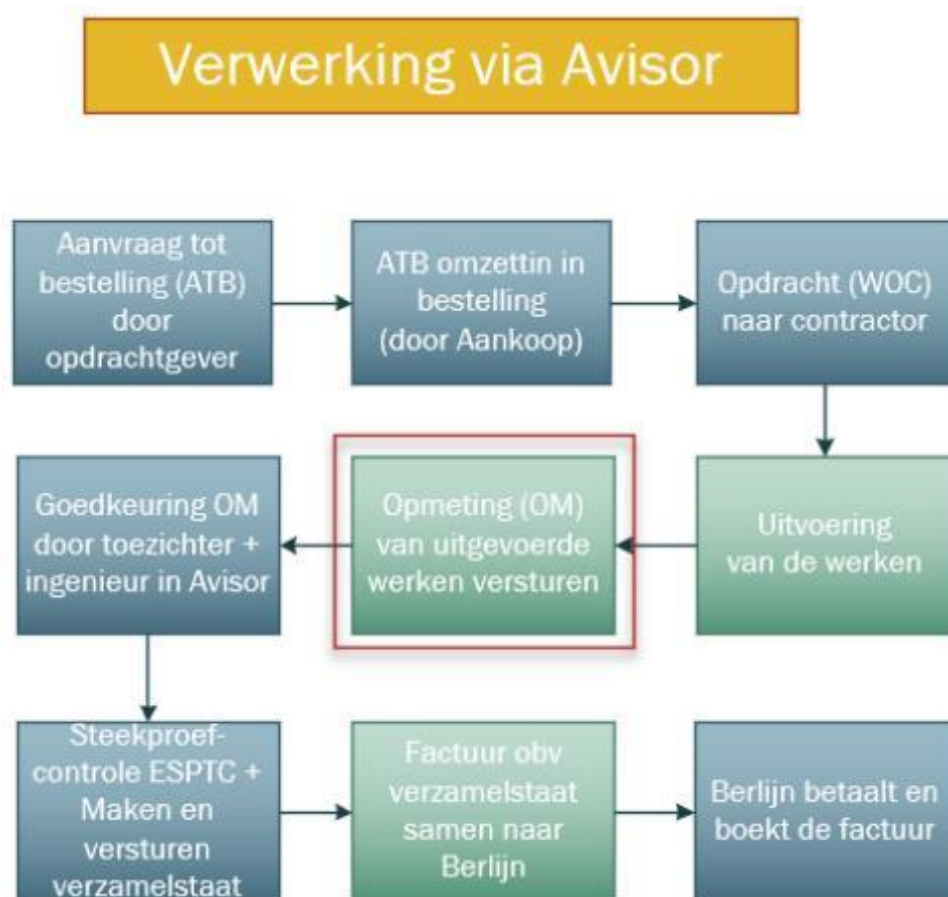 Verwerking via Avisor
Aanvraag tot
bestelling (ATB)
door
opdrachtgever
ATB omzettin in
bestelling
(door Aankoop)
Opdracht (WOC)
naar contractor
Goedkeuring OM
door toezichter +
ingenieur in Avisor
Opmeting (OM)
van uitgevoerde
werken versturen
Uitvoering
van de werken
Steekproef-
controle ESPTC +
Maken en
versturen
verzamelstaat
Factuur obv
verzamelstaat
samen naar
Berlijn
Berlijn betaalt en
boekt de factuur